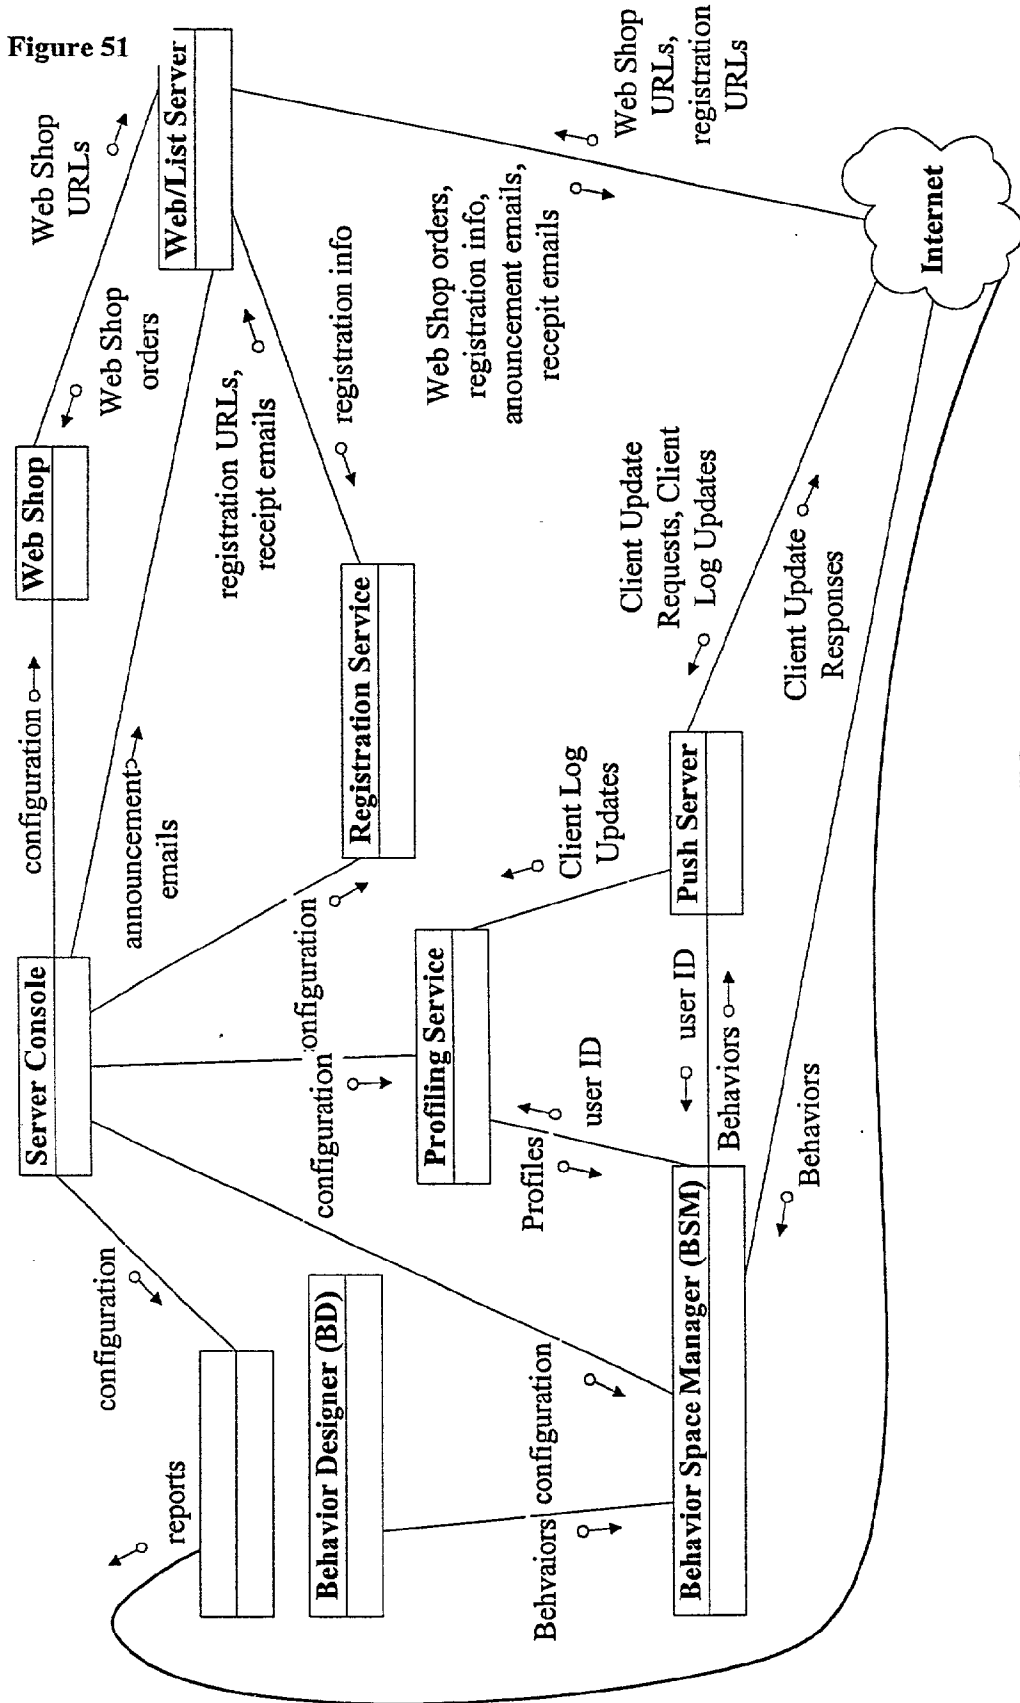 Figure 51
Server Console
configuration
Web Shop
Web Shop
URLs
Web Shop
orders
Web/List Server
announcement
emails
registration URLs,
receipt emails
registration info
Registration Service
configuration
reports
onfiguration
configuration
Behavior Designer (BD)
Profiling Service
Client Log
Updates
Web Shop orders,
registration info,
anouncement emails,
recepit emails
Web Shop
URLs,
registration
URLs
Profiles
user ID
Behvaiors
configuration
Behavior Space Manager (BSM)
user ID
Behaviors
Push Server
Client Update
Requests, Client
Log Updates
Client Update
Responses
Behaviors
Internet